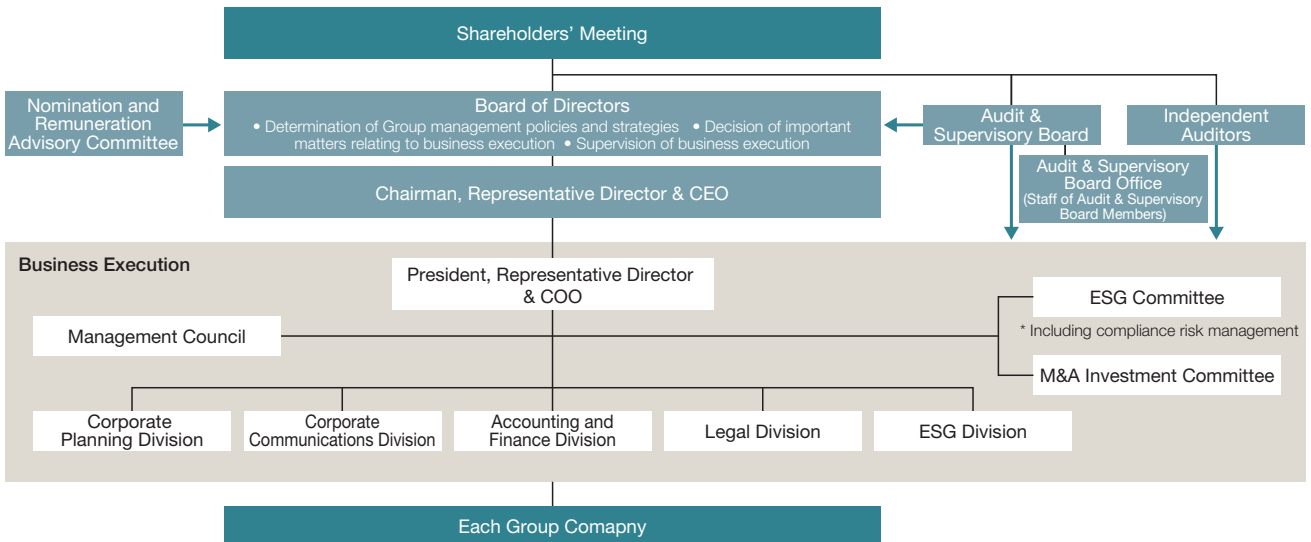 Shareholders' Meeting
Nomination and
Remuneration
Advisory Committee
Board of Directors
• Determination of Group management policies and strategies • Decision of important
matters relating to business execution • Supervision of business execution
Audit &
Supervisory Board
Independent
Auditors
Audit & Supervisory
Board Office
(Staff of Audit & Supervisory
Board Members)
Chairman, Representative Director & CEO
Business Execution
President, Representative Director
& COO
ESG Committee
* Including compliance risk management
Management Council
M&A Investment Committee
Corporate
Planning Division
Corporate
Communications Division
Accounting and
Finance Division
Legal Division
ESG Division
Each Group Comapny